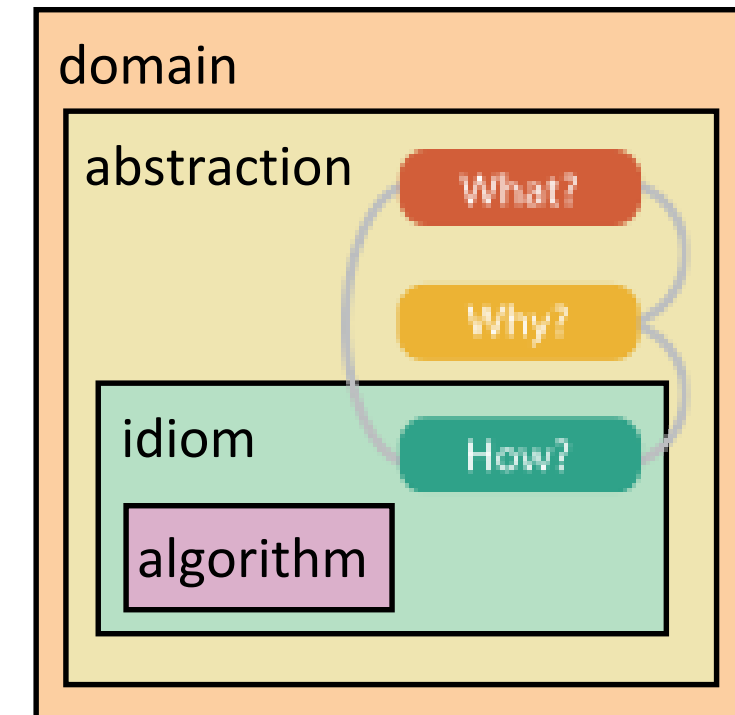 domain
abstraction
What?
Why?
idiom
How?
algorithm